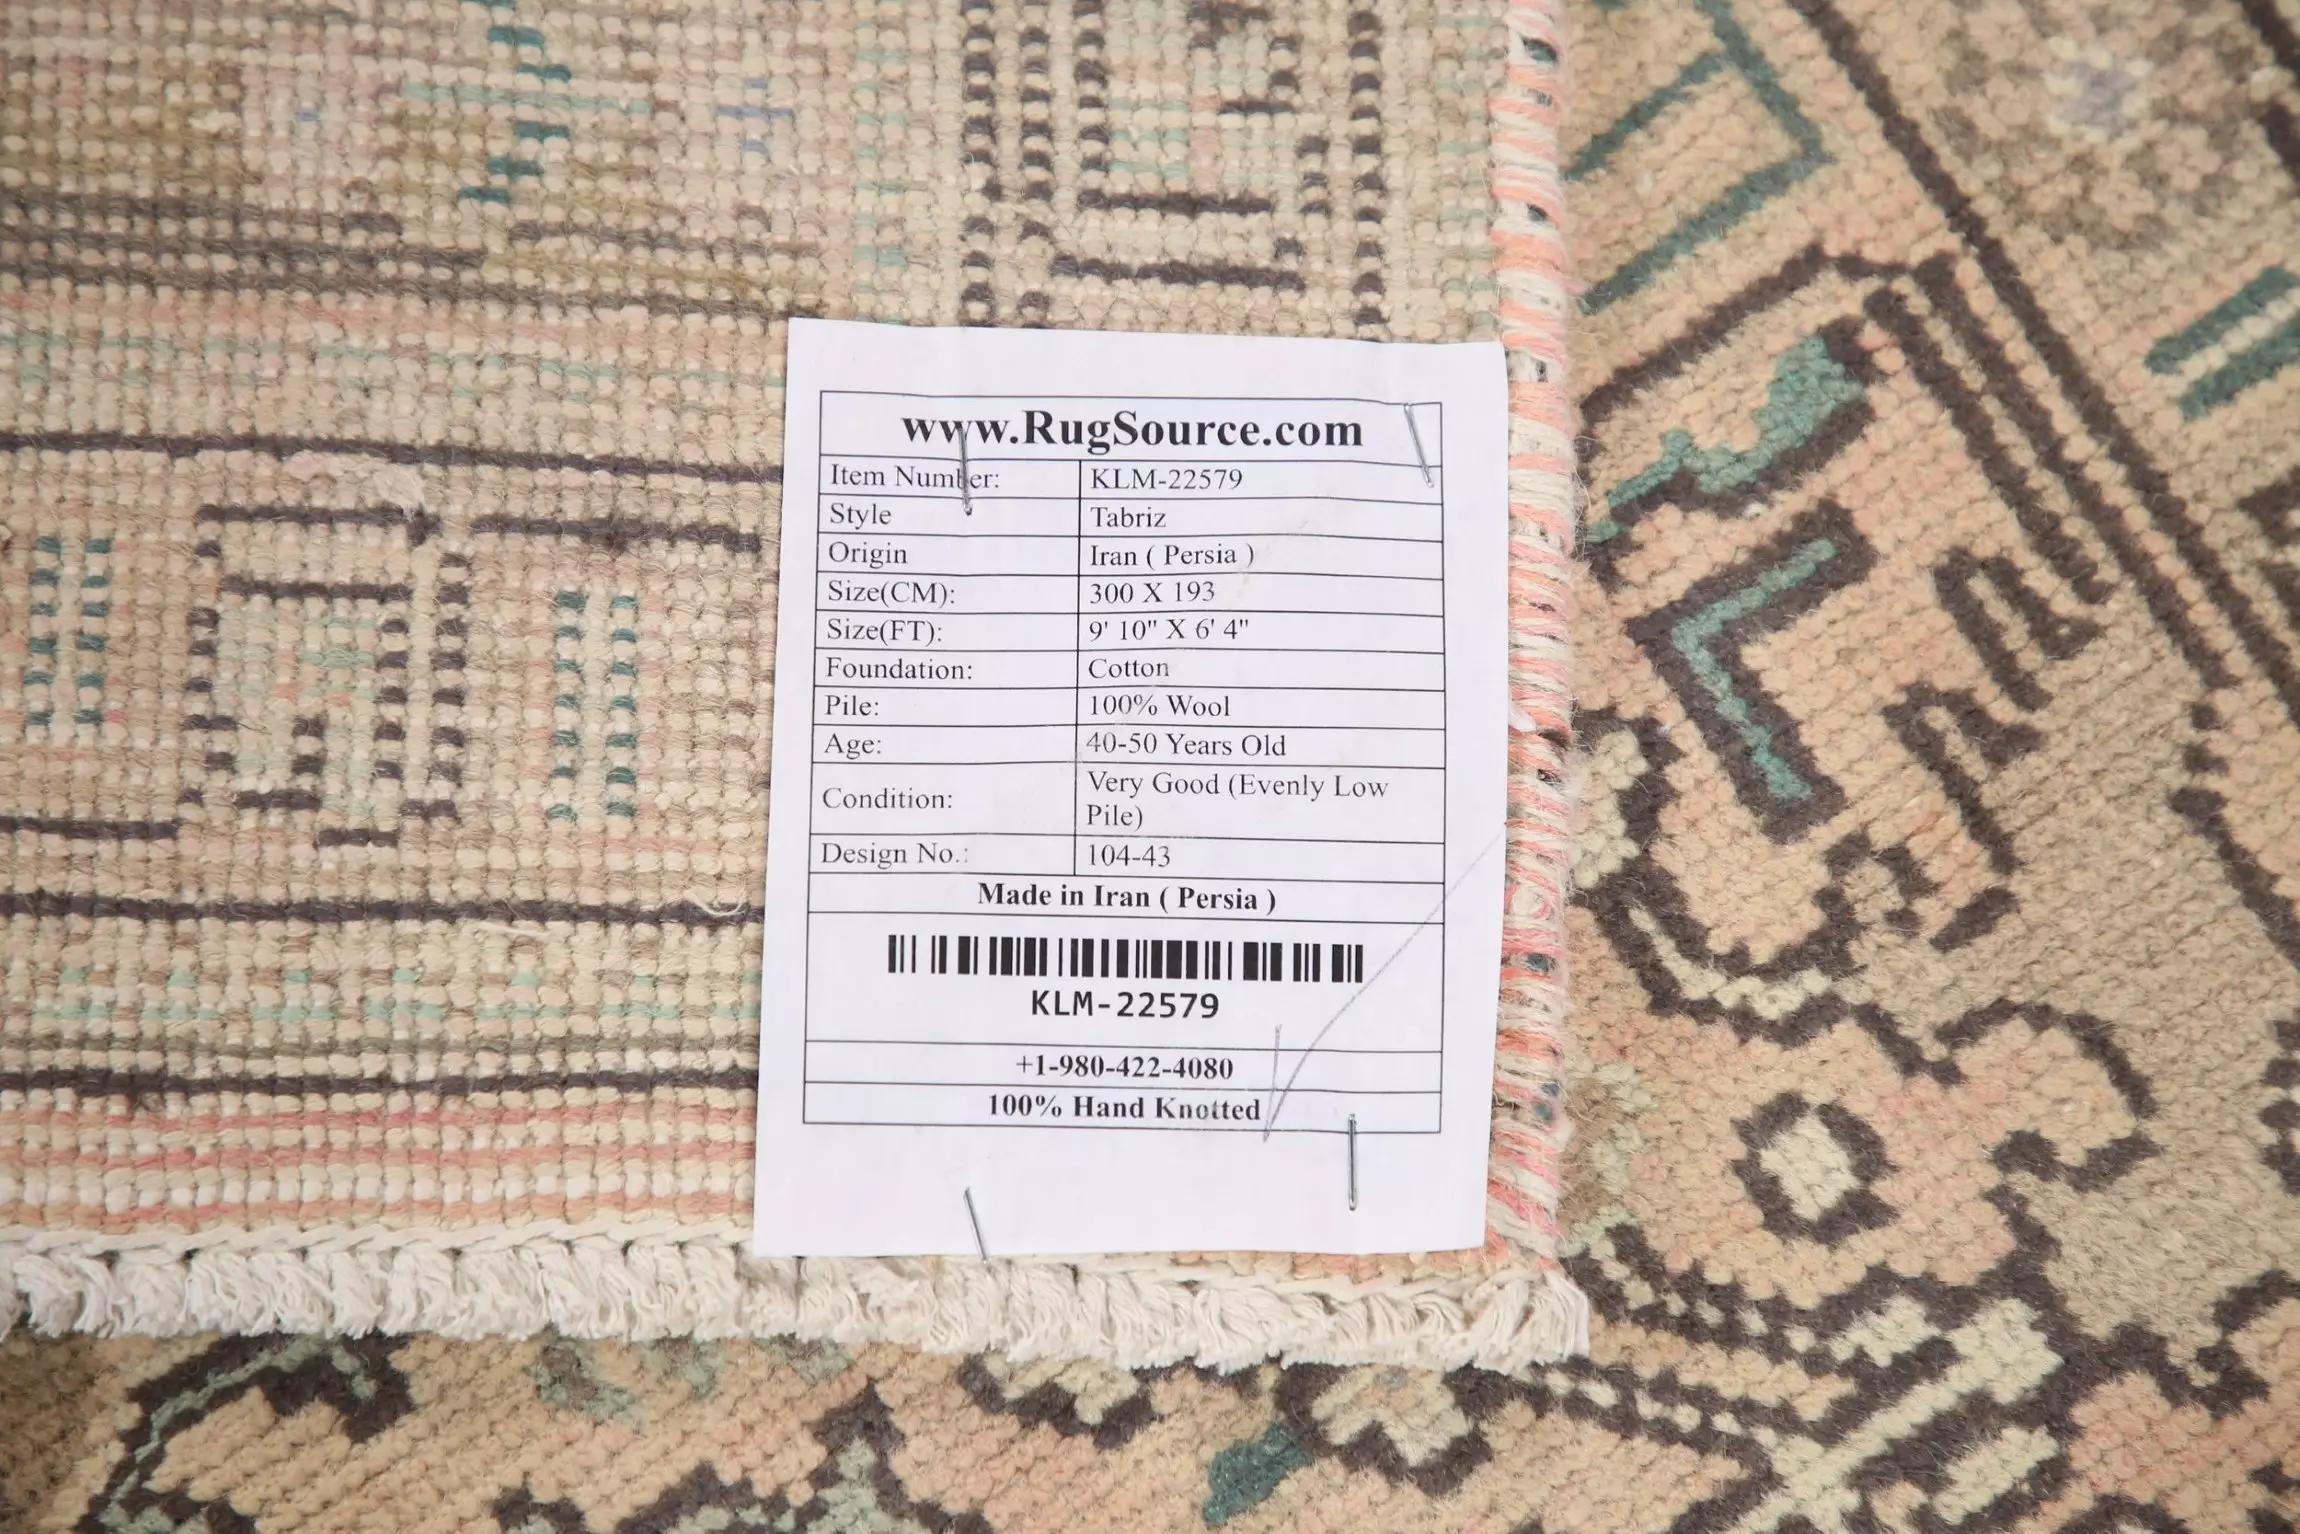 www.RugSource.com
Item Number: KLM-22579
Style Tabriz
Origin Iran ( Persia )
Size(CM): 300 X 193
Size(FT): 9' 10" X 6' 4"
Foundation: Cotton
Pile: 100% Wool
Age: 40-50 Years Old
Condition: Very Good (Evenly Low
Pile)
Design No.: 104-43
Made in Iran ( Persia )
KLM-22579
+1-980-422-4080
100% Hand Knotted